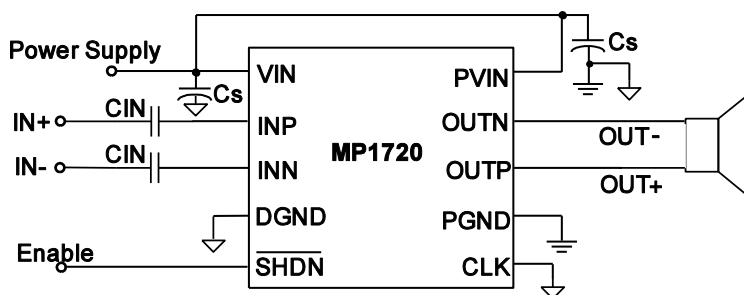 Power Supply
Cs
Cs
VIN
PVIN
IN+
CIN
INP
OUTN
OUT-
MP1720
IN-
CIN
INN
OUTP
OUT+
DGND
PGND
Enable
SHDN
CLK